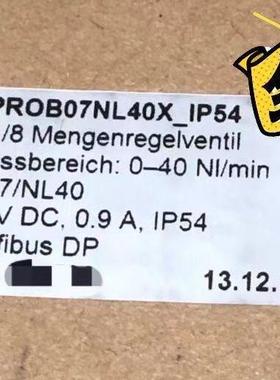 PROB07NL40X_IP54
/8 Mengenregelventil
ssbereich: 0–40 Nl/min
7/NL40
V DC, 0.9 A, IP54
fibus DP
13.12.